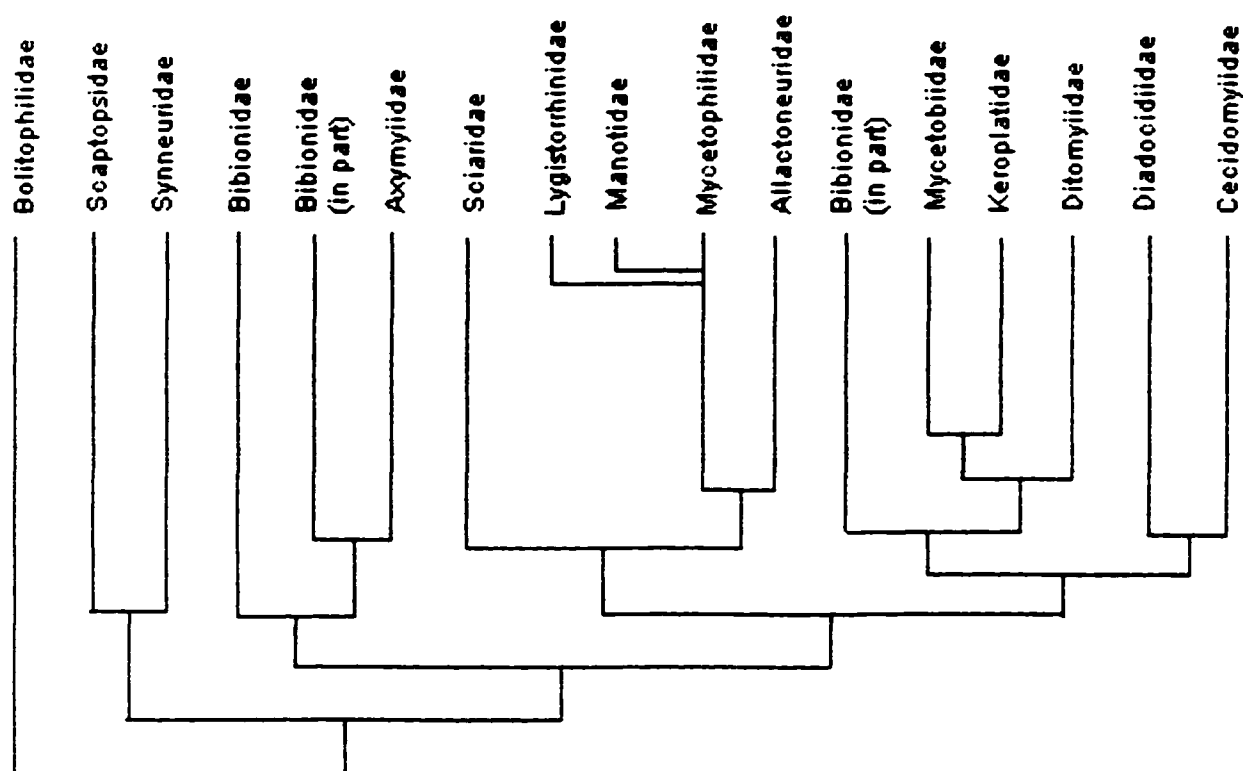 Bolitophilidae
Scaptopsidae
Synneuridae
Bibionidae
Bibionidae
(in part)
Axymyiidae
Sciaridae
Lygistorrhinidae
Manotidae
Mycetophilidae
Allactoneuridae
Bibionidae
(in part)
Mycetobiidae
Keroplatidae
Ditomyiidae
Diadocidiidae
Cecidomyiidae